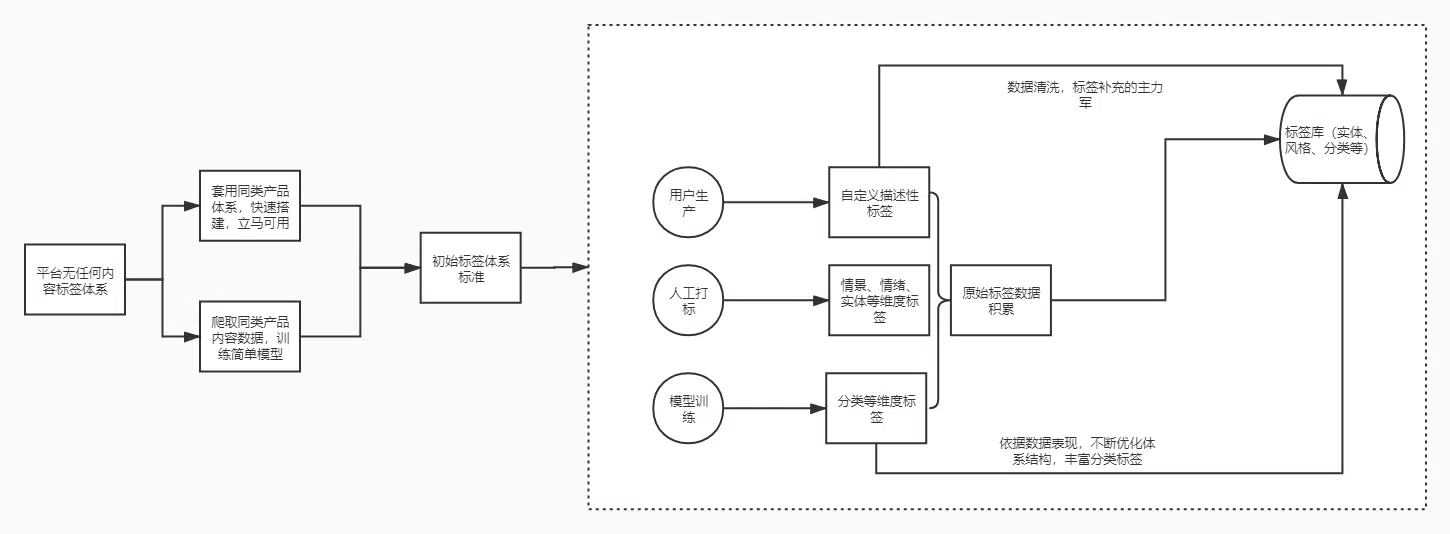 平台无任何内
容标签体系
套用同类产品
体系，快速搭
建，立马可用
爬取同类产品
内容数据，训
练简单模型
初始标签体系
标准
用户生
产
自定义描述性
标签
人工打
标
情景、情绪、
实体等维度标
签
模型训
练
分类等维度标
签
原始标签数据
积累
数据清洗，标签补充的主力
军
依据数据表现，不断优化体
系结构，丰富分类标签
标签库（实体、
风格、分类等）